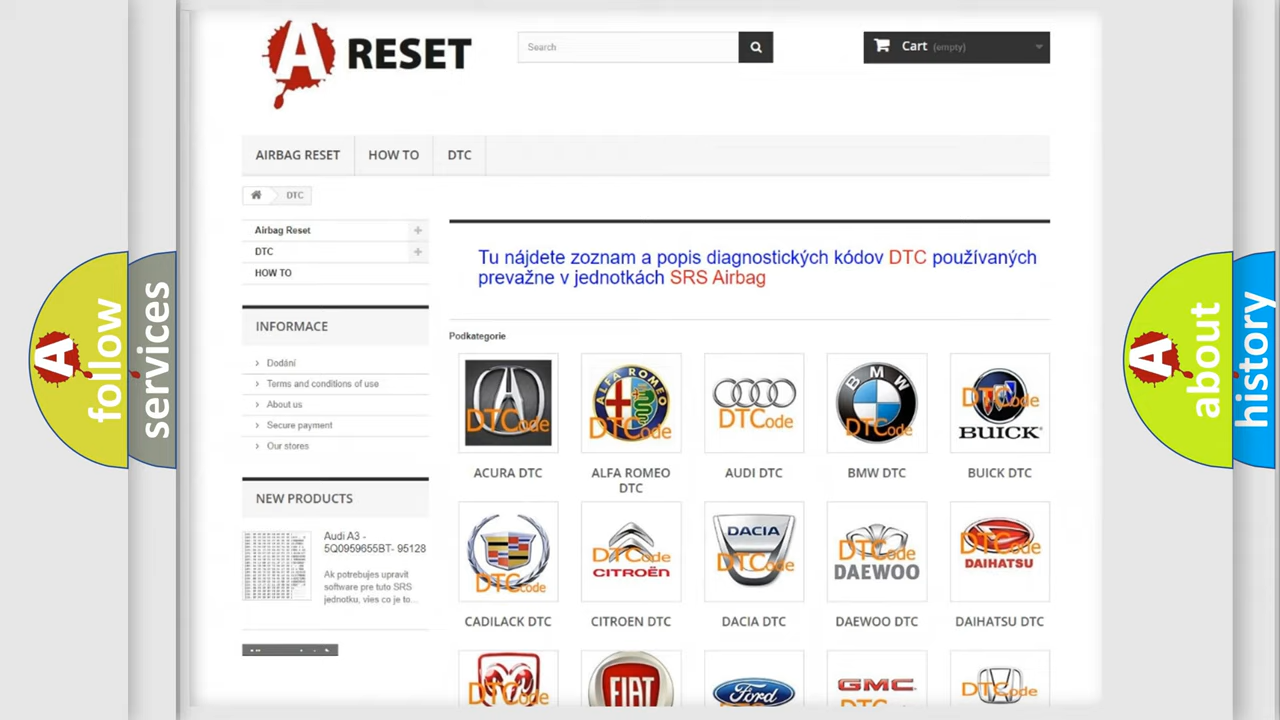 A RESET
Search
Cart (empty)
AIRBAG RESET
HOW TO
DTC
DTC
Airbag Reset
DTC
HOW TO
Tu nájdete zoznam a popis diagnostických kódov DTC používaných
prevažne v jednotkách SRS Airbag
INFORMACE
Dodání
Terms and conditions of use
About us
Secure payment
Our stores
NEW PRODUCTS
Audi A3 -
5Q0959655BT- 95128
Ak potrebujes upravit
software pre tuto SRS
jednotku, vies co je to...
Podkategorie
DTCode
ALFA ROMEO
DTCode
DTCode
BMW
DTCode
DTCode
BUICK
ACURA DTC
ALFA ROMEO
DTC
AUDI DTC
BMW DTC
BUICK DTC
DTCode
DTCode
CITROËN
DACIA
DTCode
DTCode
DAEWOO
DTCode
DAIHATSU
CADILACK DTC
CITROEN DTC
DACIA DTC
DAEWOO DTC
DAIHATSU DTC
DTCode
FIAT
Ford
GMC
DTCode
A follow
services
A about
history